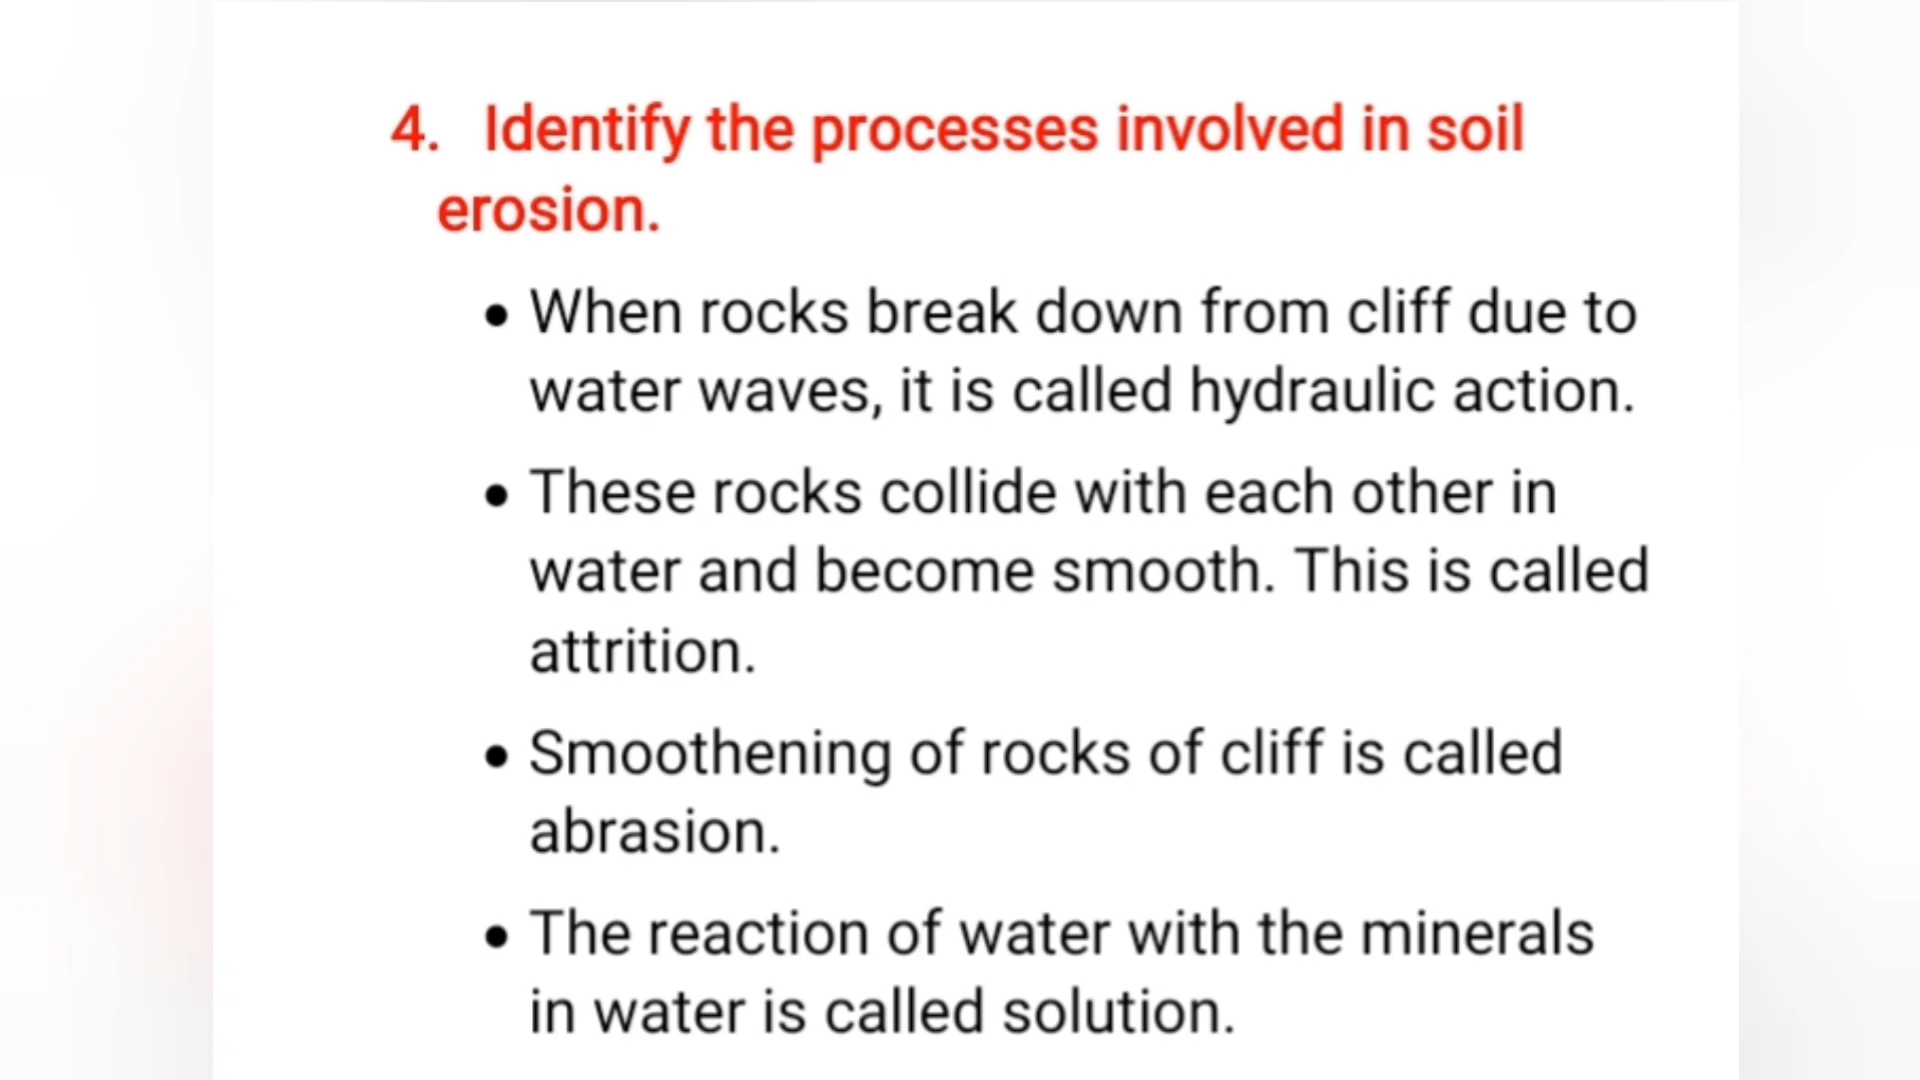 4. Identify the processes involved in soil
erosion.
• When rocks break down from cliff due to
water waves, it is called hydraulic action.
• These rocks collide with each other in
water and become smooth. This is called
attrition.
• Smoothening of rocks of cliff is called
abrasion.
• The reaction of water with the minerals
in water is called solution.